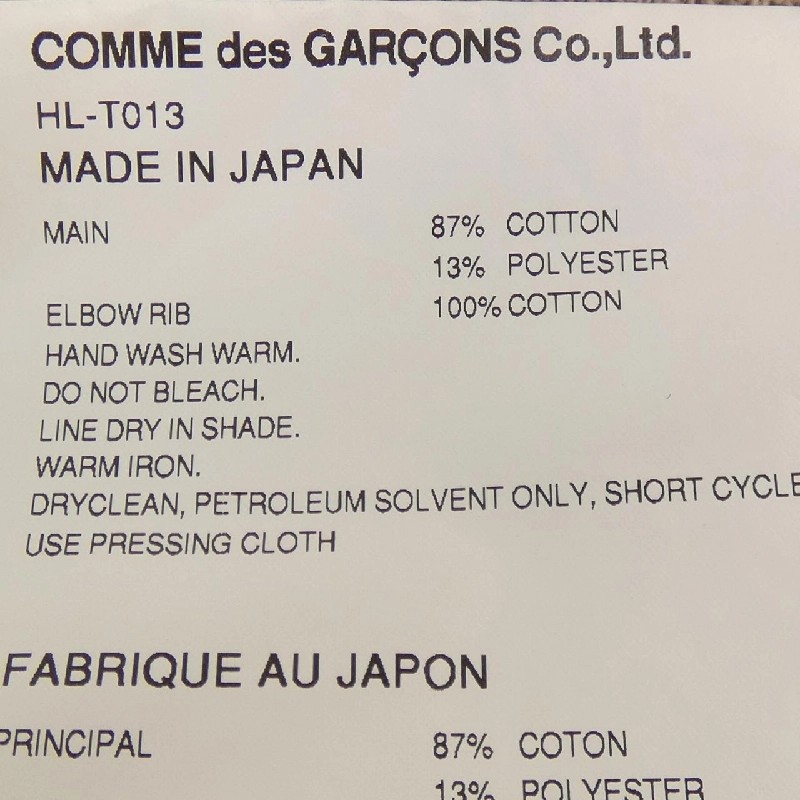 COMME des GARÇONS Co.,Ltd.
HL-T013
MADE IN JAPAN
MAIN 87% COTTON
13% POLYESTER
ELBOW RIB 100% COTTON
HAND WASH WARM.
DO NOT BLEACH.
LINE DRY IN SHADE.
WARM IRON.
DRYCLEAN, PETROLEUM SOLVENT ONLY, SHORT CYCLE
USE PRESSING CLOTH
FABRIQUE AU JAPON
PRINCIPAL 87% COTON
13% POLYESTER